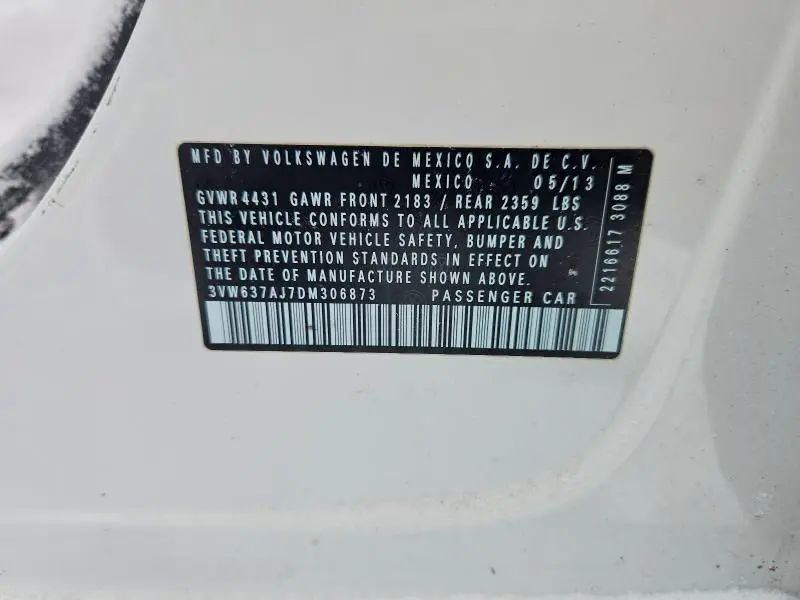 MFD BY VOLKSWAGEN DE MEXICO S.A. DE C.V.
MEXICO 05/13
GVWR 4431 GAWR FRONT 2183 / REAR 2359 LBS
THIS VEHICLE CONFORMS TO ALL APPLICABLE U.S.
FEDERAL MOTOR VEHICLE SAFETY, BUMPER AND
THEFT PREVENTION STANDARDS IN EFFECT ON
THE DATE OF MANUFACTURE SHOWN ABOVE.
3VW637AJ7DM306873 PASSENGER CAR
2216617 3088 M